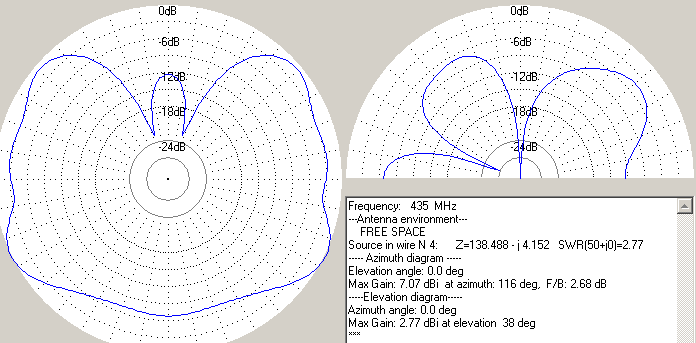 0dB
-6dB
-12dB
-18dB
-24dB
0dB
-6dB
-12dB
-18dB
-24dB
Frequency: 435 MHz
---Antenna environment---
FREE SPACE
Source in wire N 4: Z=138.488 - j 4.152 SWR(50+j0)=2.77
----- Azimuth diagram -----
Elevation angle: 0.0 deg
Max Gain: 7.07 dBi at azimuth: 116 deg, F/B: 2.68 dB
-----Elevation diagram-----
Azimuth angle: 0.0 deg
Max Gain: 2.77 dBi at elevation 38 deg
***